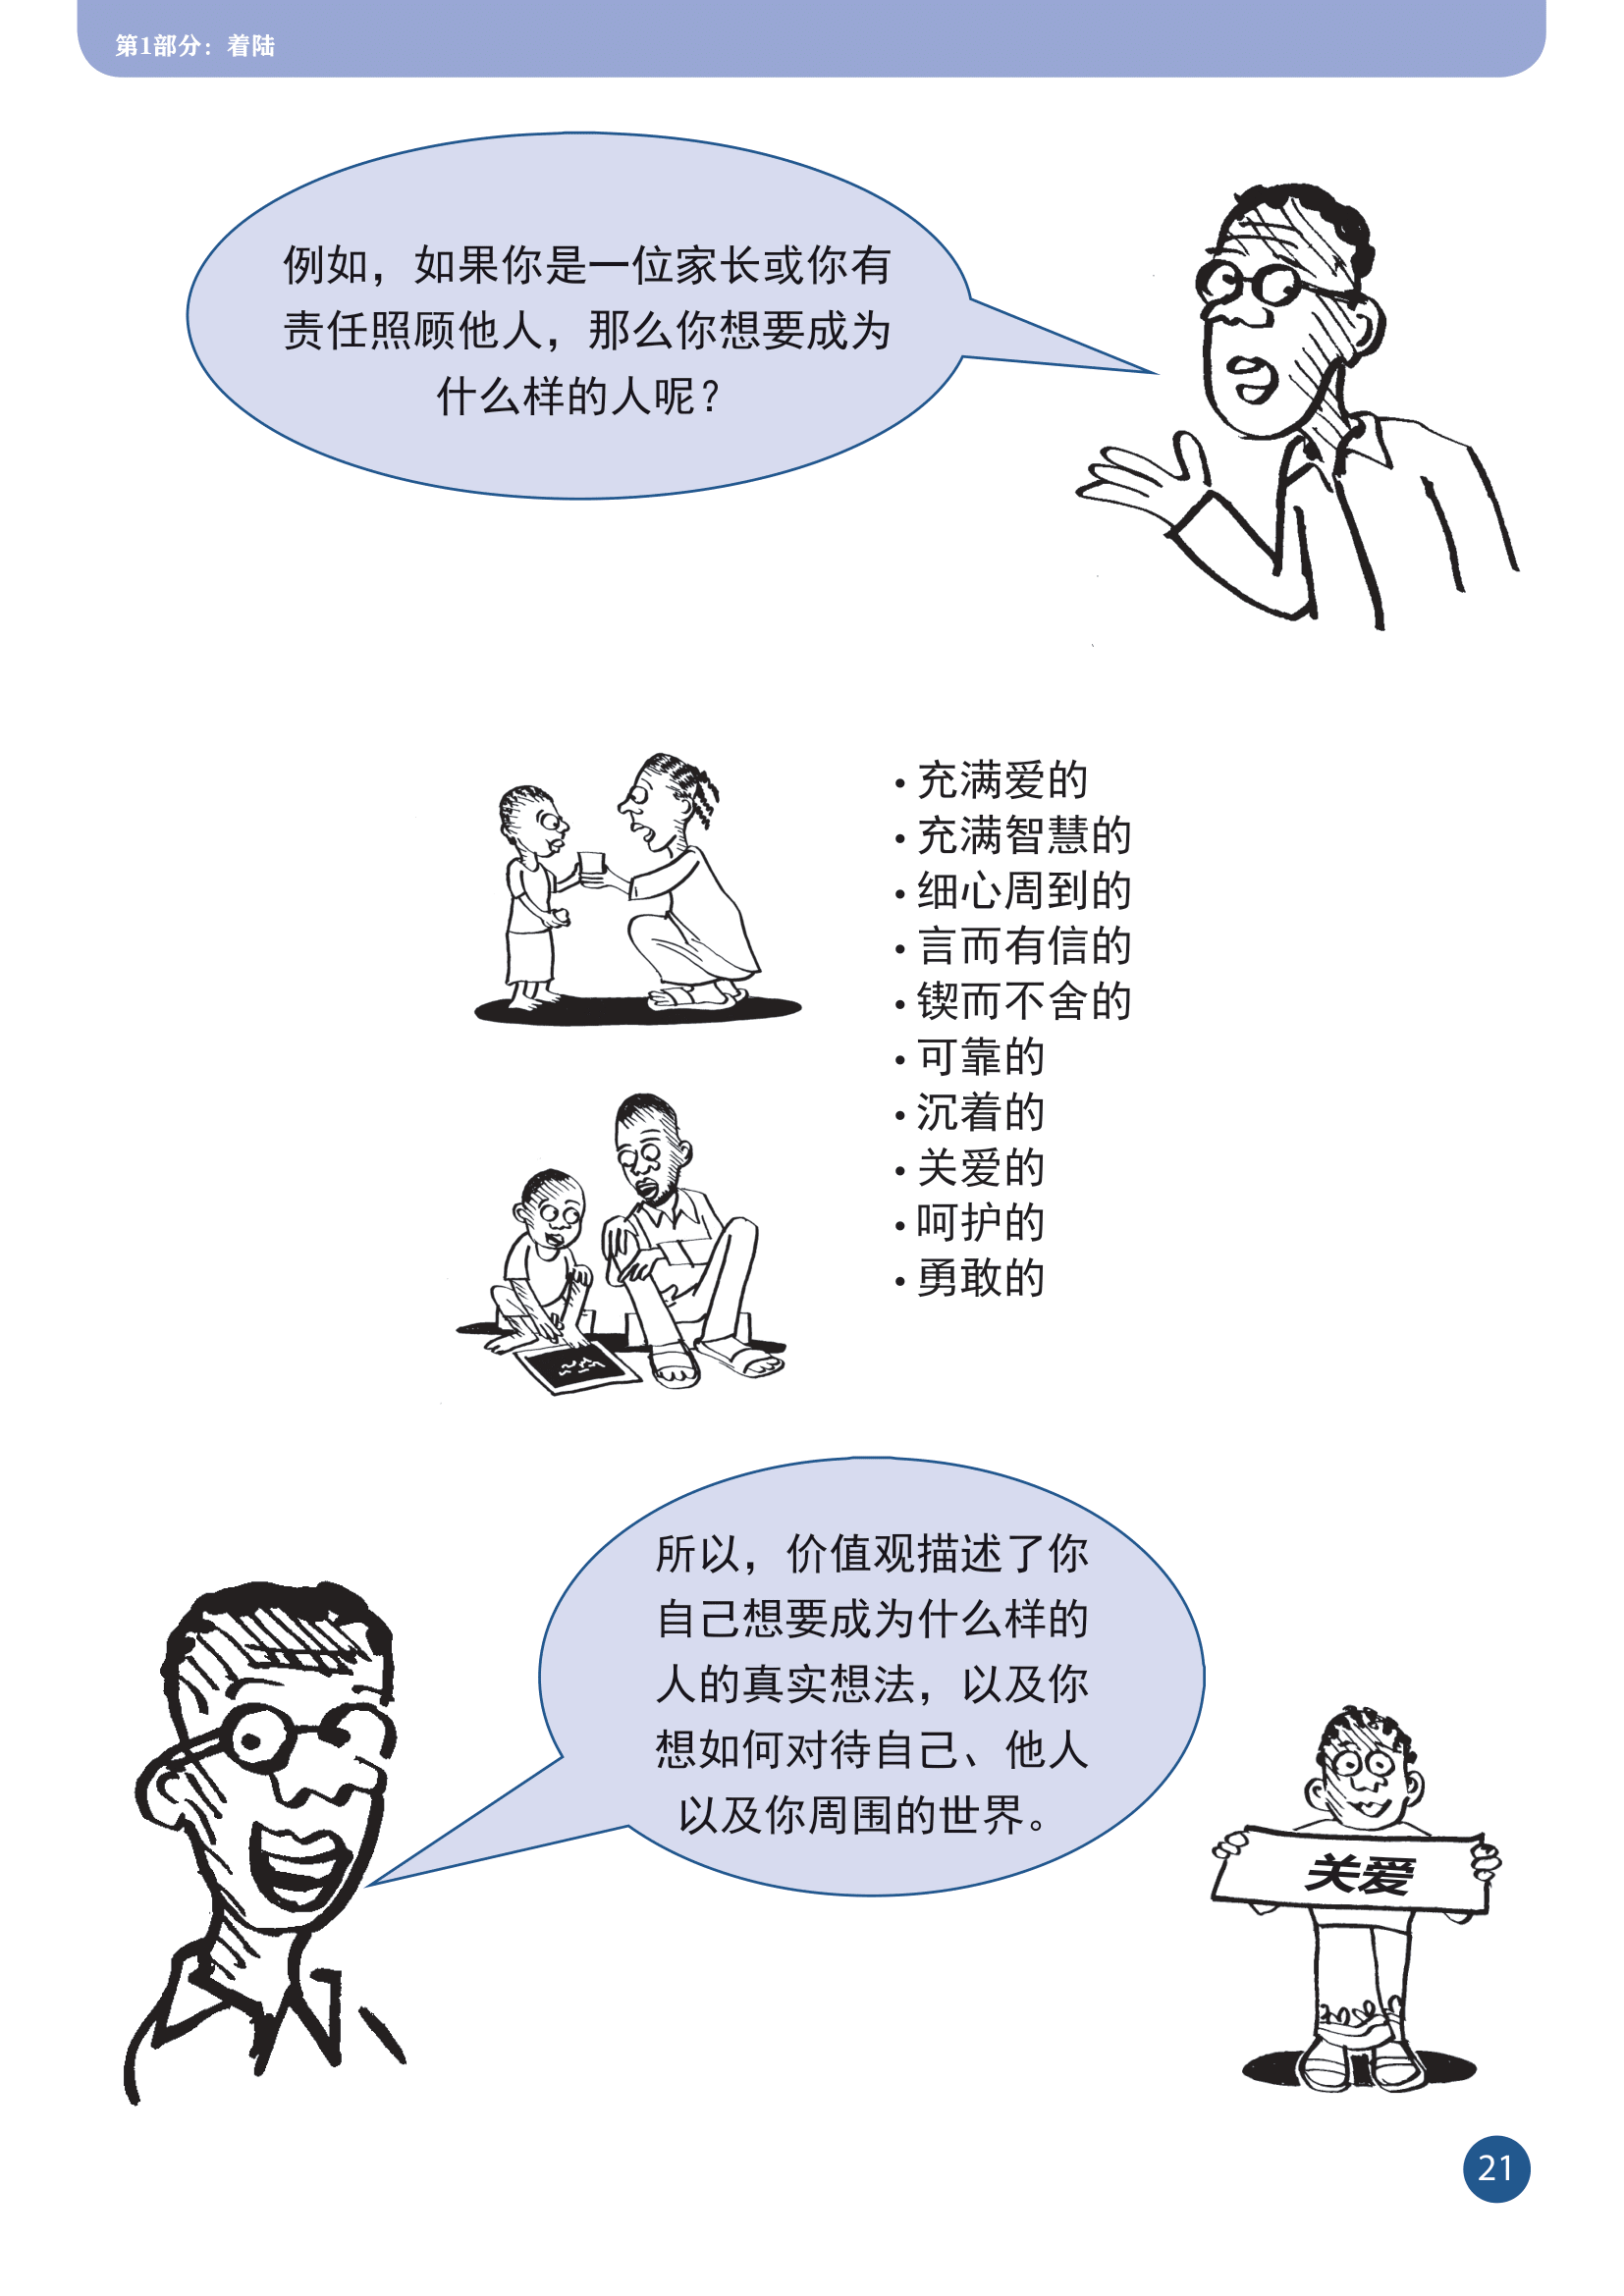 第1部分：着陆
例如，如果你是一位家长或你有
责任照顾他人，那么你想要成为
什么样的人呢？
• 充满爱的
• 充满智慧的
• 细心周到的
• 言而有信的
• 锲而不舍的
• 可靠的
• 沉着的
• 关爱的
• 呵护的
• 勇敢的
所以，价值观描述了你
自己想要成为什么样的
人的真实想法，以及你
想如何对待自己、他人
以及你周围的世界。
关爱
21